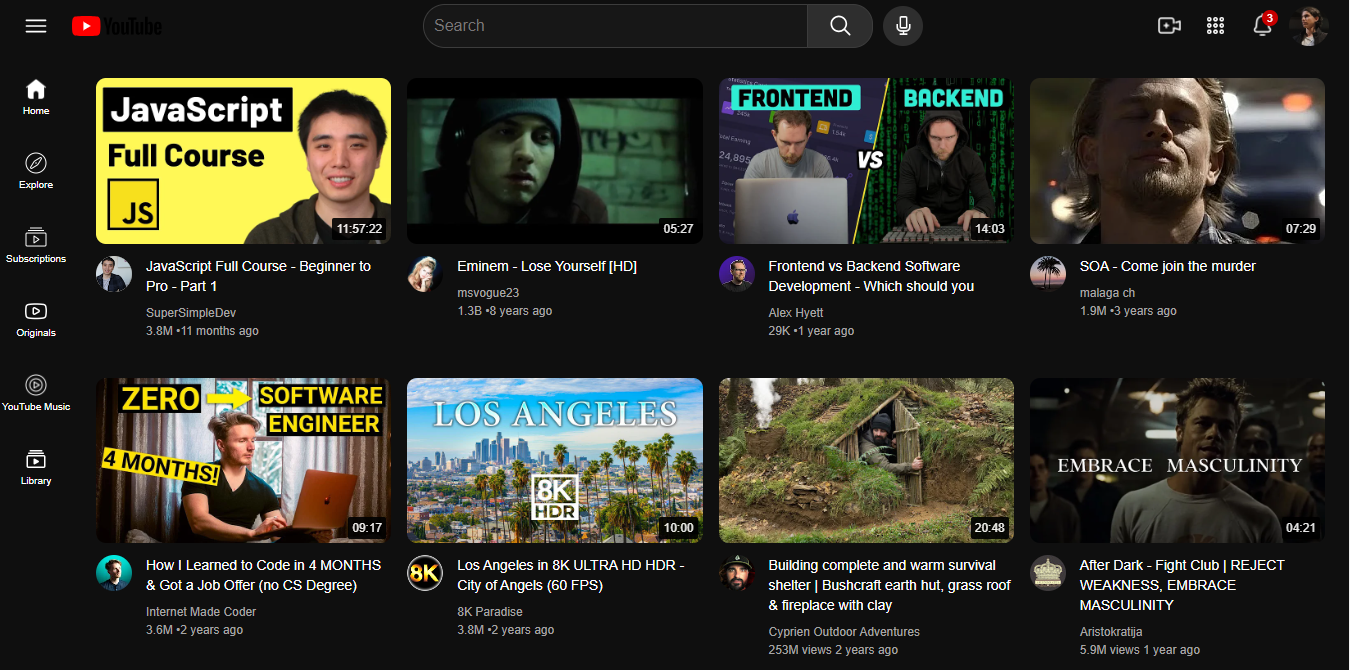 YouTube
Search
3
Home
Explore
Subscriptions
Originals
YouTube Music
Library
JavaScript
Full Course
JS
11:57:22
JavaScript Full Course - Beginner to
Pro - Part 1
SuperSimpleDev
3.8M •11 months ago
05:27
Eminem - Lose Yourself [HD]
msvogue23
1.3B •8 years ago
FRONTEND
BACKEND
VS
24,895
14:03
Frontend vs Backend Software
Development - Which should you
Alex Hyett
29K •1 year ago
07:29
SOA - Come join the murder
malaga ch
1.9M •3 years ago
ZERO
SOFTWARE
ENGINEER
4 MONTHS!
09:17
How I Learned to Code in 4 MONTHS
& Got a Job Offer (no CS Degree)
Internet Made Coder
3.6M •2 years ago
LOS ANGELES
8K
HDR
10:00
8K
Los Angeles in 8K ULTRA HD HDR -
City of Angels (60 FPS)
8K Paradise
3.8M •2 years ago
20:48
Building complete and warm survival
shelter | Bushcraft earth hut, grass roof
& fireplace with clay
Cyprien Outdoor Adventures
253M views 2 years ago
EMBRACE MASCULINITY
04:21
After Dark - Fight Club | REJECT
WEAKNESS, EMBRACE
MASCULINITY
Aristokratija
5.9M views 1 year ago